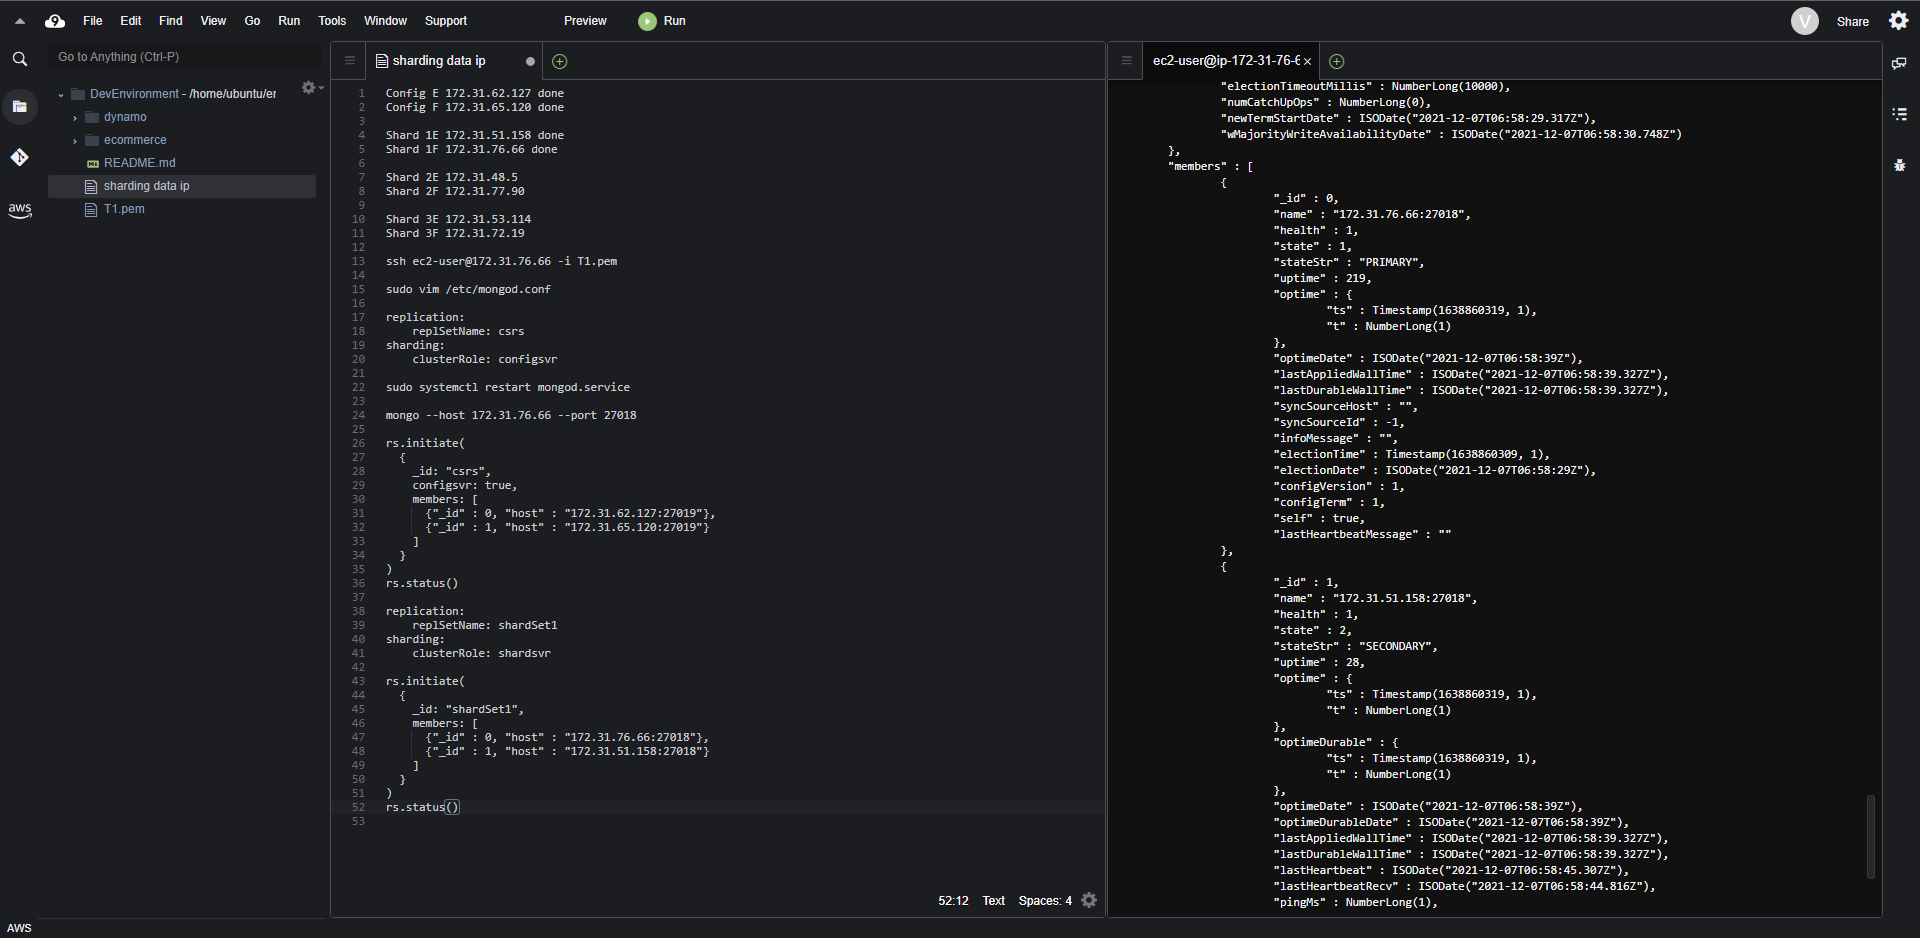 File Edit Find View Go Run Tools Window Support Preview Run V Share
9
Go to Anything (Ctrl-P)
DevEnvironment - /home/ubuntu/er
dynamo
ecommerce
README.md
sharding data ip
T1.pem
aws
AWS
sharding data ip
1 Config E 172.31.62.127 done
2 Config F 172.31.65.120 done
3
4 Shard 1E 172.31.51.158 done
5 Shard 1F 172.31.76.66 done
6
7 Shard 2E 172.31.48.5
8 Shard 2F 172.31.77.90
9
10 Shard 3E 172.31.53.114
11 Shard 3F 172.31.72.19
12
13 ssh ec2-user@172.31.76.66 -i T1.pem
14
15 sudo vim /etc/mongod.conf
16
17 replication:
18 replSetName: csrs
19 sharding:
20 clusterRole: configsvr
21
22 sudo systemctl restart mongod.service
23
24 mongo --host 172.31.76.66 --port 27018
25
26 rs.initiate(
27 {
28 _id: "csrs",
29 configsvr: true,
30 members: [
31 {"_id" : 0, "host" : "172.31.62.127:27019"},
32 {"_id" : 1, "host" : "172.31.65.120:27019"}
33 ]
34 }
35 )
36 rs.status()
37
38 replication:
39 replSetName: shardSet1
40 sharding:
41 clusterRole: shardsvr
42
43 rs.initiate(
44 {
45 _id: "shardSet1",
46 members: [
47 {"_id" : 0, "host" : "172.31.76.66:27018"},
48 {"_id" : 1, "host" : "172.31.51.158:27018"}
49 ]
50 }
51 )
52 rs.status()
53
52:12 Text Spaces: 4
ec2-user@ip-172-31-76-6 ×
"electionTimeoutMillis" : NumberLong(10000),
"numCatchUpOps" : NumberLong(0),
"newTermStartDate" : ISODate("2021-12-07T06:58:29.317Z"),
"wMajorityWriteAvailabilityDate" : ISODate("2021-12-07T06:58:30.748Z")
},
"members" : [
{
"_id" : 0,
"name" : "172.31.76.66:27018",
"health" : 1,
"state" : 1,
"stateStr" : "PRIMARY",
"uptime" : 219,
"optime" : {
"ts" : Timestamp(1638860319, 1),
"t" : NumberLong(1)
},
"optimeDate" : ISODate("2021-12-07T06:58:39Z"),
"lastAppliedWallTime" : ISODate("2021-12-07T06:58:39.327Z"),
"lastDurableWallTime" : ISODate("2021-12-07T06:58:39.327Z"),
"syncSourceHost" : "",
"syncSourceId" : -1,
"infoMessage" : "",
"electionTime" : Timestamp(1638860309, 1),
"electionDate" : ISODate("2021-12-07T06:58:29Z"),
"configVersion" : 1,
"configTerm" : 1,
"self" : true,
"lastHeartbeatMessage" : ""
},
{
"_id" : 1,
"name" : "172.31.51.158:27018",
"health" : 1,
"state" : 2,
"stateStr" : "SECONDARY",
"uptime" : 28,
"optime" : {
"ts" : Timestamp(1638860319, 1),
"t" : NumberLong(1)
},
"optimeDurable" : {
"ts" : Timestamp(1638860319, 1),
"t" : NumberLong(1)
},
"optimeDate" : ISODate("2021-12-07T06:58:39Z"),
"optimeDurableDate" : ISODate("2021-12-07T06:58:39Z"),
"lastAppliedWallTime" : ISODate("2021-12-07T06:58:39.327Z"),
"lastDurableWallTime" : ISODate("2021-12-07T06:58:39.327Z"),
"lastHeartbeat" : ISODate("2021-12-07T06:58:45.307Z"),
"lastHeartbeatRecv" : ISODate("2021-12-07T06:58:44.816Z"),
"pingMs" : NumberLong(1),